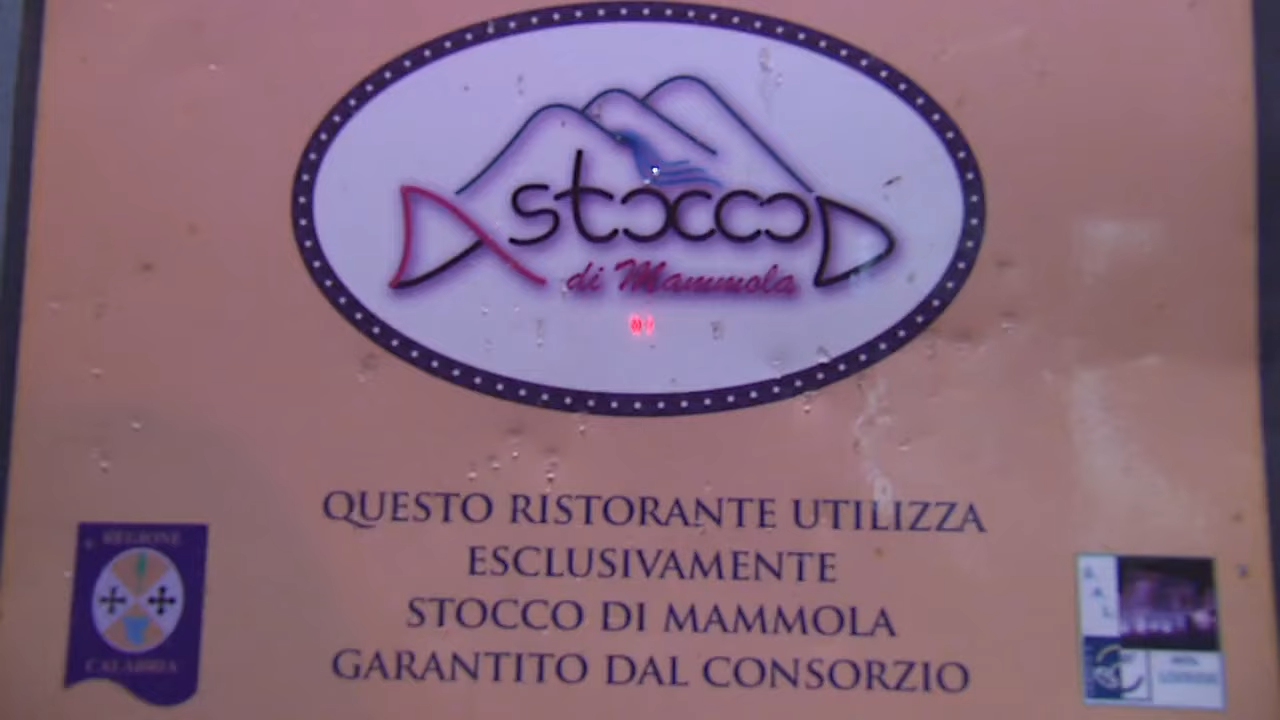 stocco
di Mammola
QUESTO RISTORANTE UTILIZZA
ESCLUSIVAMENTE
STOCCO DI MAMMOLA
GARANTITO DAL CONSORZIO
REGIONE
CALABRIA